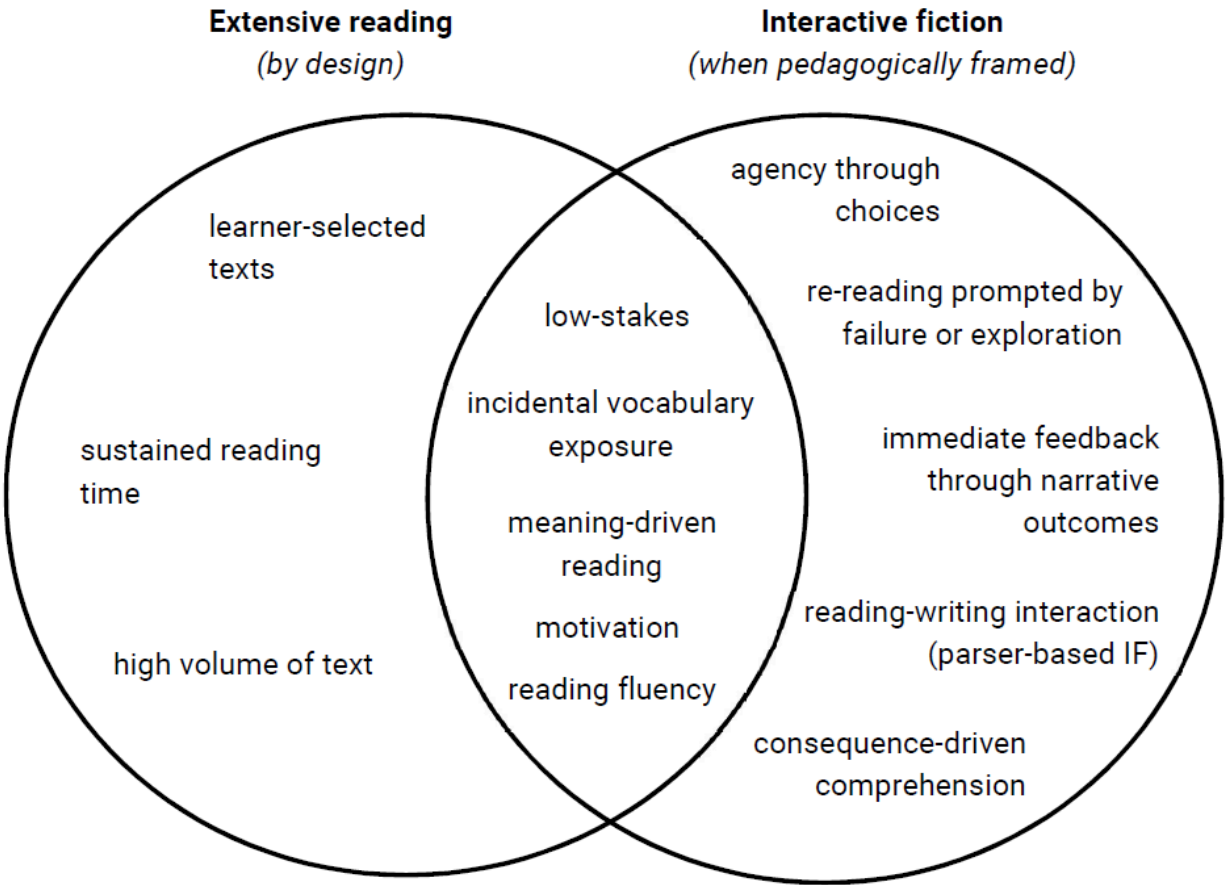 Extensive reading
(by design)
Interactive fiction
(when pedagogically framed)
learner-selected
texts
sustained reading
time
high volume of text
low-stakes
incidental vocabulary
exposure
meaning-driven
reading
motivation
reading fluency
agency through
choices
re-reading prompted by
failure or exploration
immediate feedback
through narrative
outcomes
reading-writing interaction
(parser-based IF)
consequence-driven
comprehension